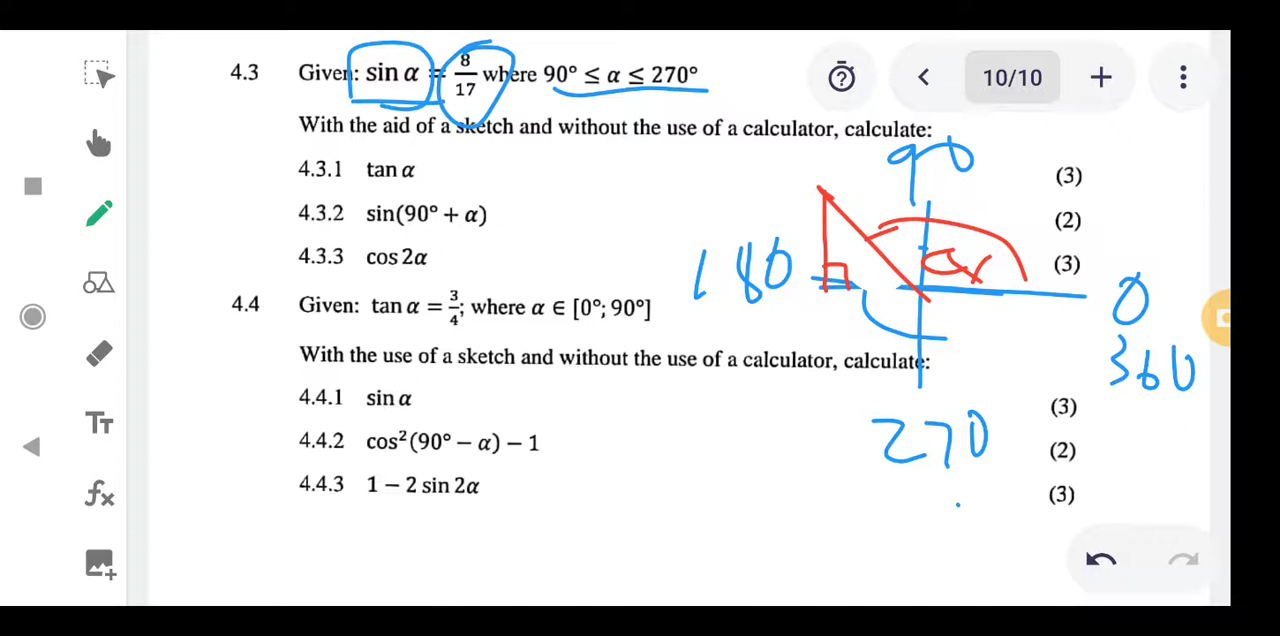 4.3 Given: sin α = 8/17 where 90° ≤ α ≤ 270°
10/10
With the aid of a sketch and without the use of a calculator, calculate:
90
4.3.1 tan α (3)
4.3.2 sin(90° + α) (2)
4.3.3 cos 2α (3)
180
α
0
360
270
4.4 Given: tan α = 3/4; where α ∈ [0°; 90°]
With the use of a sketch and without the use of a calculator, calculate:
4.4.1 sin α (3)
4.4.2 cos²(90° − α) − 1 (2)
4.4.3 1 − 2 sin 2α (3)
TT
fx